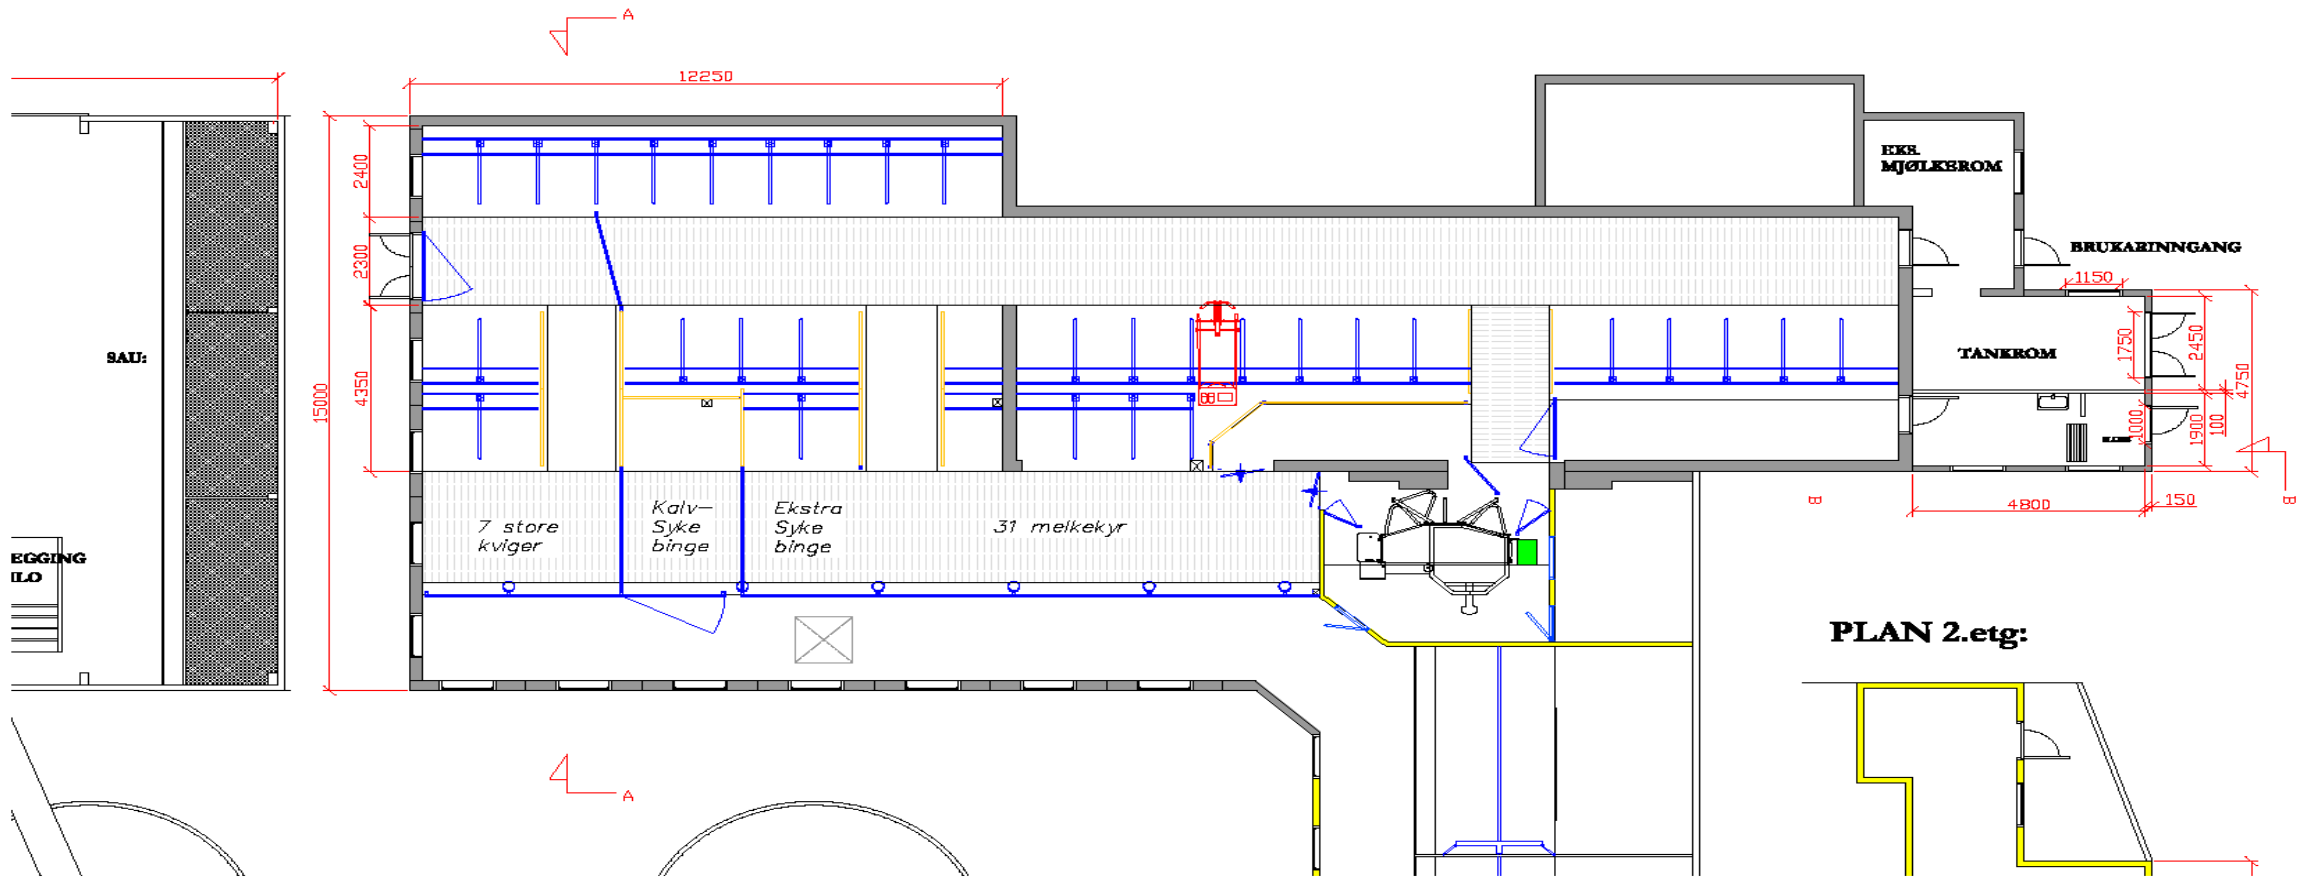 A
12250
2400
2300
4350
15000
SAU:
EGGING
ILO
7 store
kviger
Kalv-
Syke
binge
Ekstra
Syke
binge
31 melkekyr
EKS.
MJØLKEROM
BRUKARINNGANG
1150
TANKROM
1750
2450
4750
1000
1900
100
B
B
4800
150
PLAN 2.etg:
A